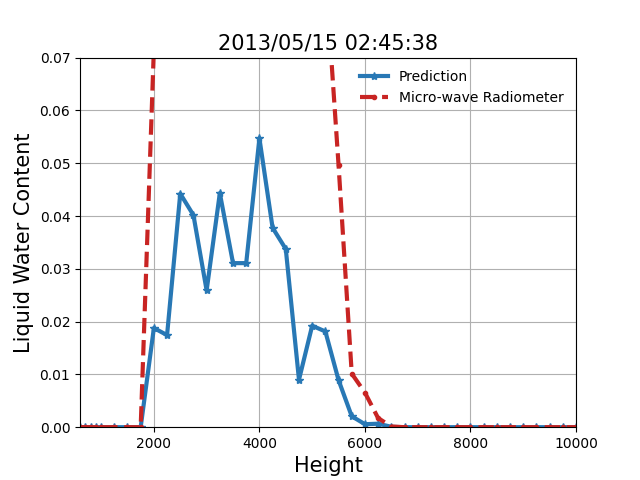 2013/05/15 02:45:38
0.07
0.06
0.05
0.04
0.03
0.02
0.01
0.00
Liquid Water Content
Prediction
Micro-wave Radiometer
2000 4000 6000 8000 10000
Height